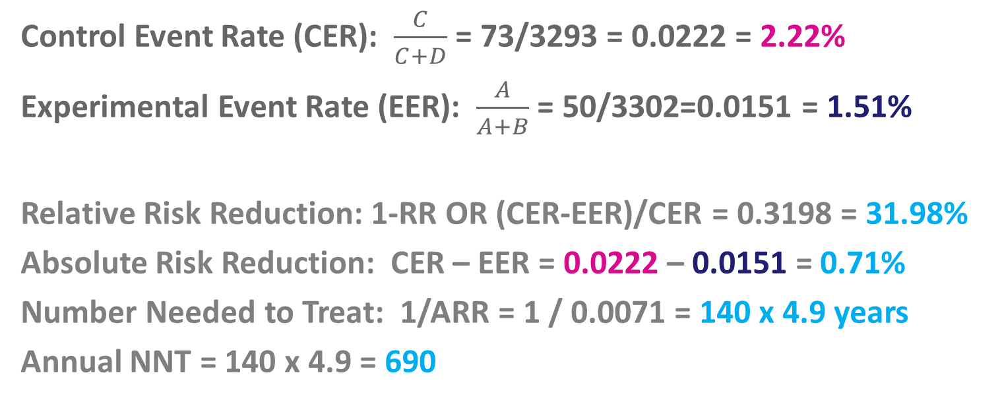 Control Event Rate (CER): C/C+D = 73/3293 = 0.0222 = 2.22%
Experimental Event Rate (EER): A/A+B = 50/3302=0.0151 = 1.51%
Relative Risk Reduction: 1-RR OR (CER-EER)/CER = 0.3198 = 31.98%
Absolute Risk Reduction: CER – EER = 0.0222 – 0.0151 = 0.71%
Number Needed to Treat: 1/ARR = 1 / 0.0071 = 140 x 4.9 years
Annual NNT = 140 x 4.9 = 690